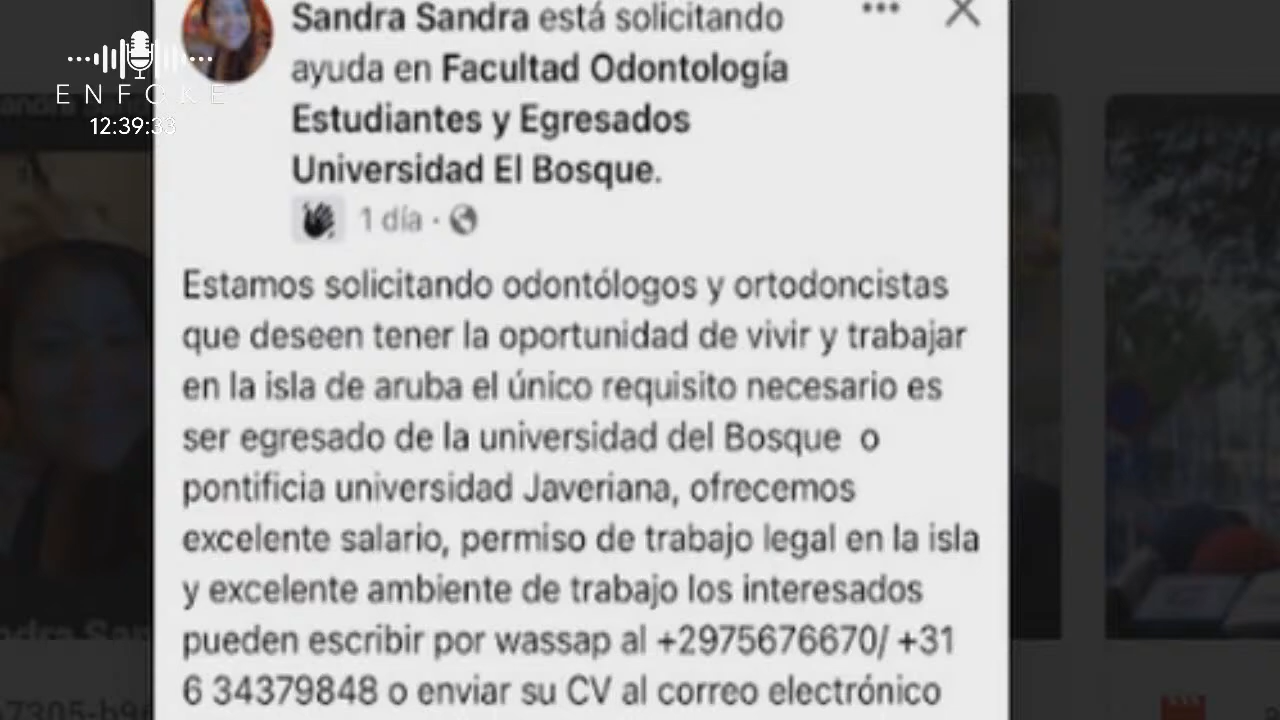 Sandra Sandra está solicitando
ayuda en Facultad Odontología
Estudiantes y Egresados
Universidad El Bosque.
1 día ·
ENFOKE
12:39:33
Estamos solicitando odontólogos y ortodoncistas
que deseen tener la oportunidad de vivir y trabajar
en la isla de aruba el único requisito necesario es
ser egresado de la universidad del Bosque o
pontificia universidad Javeriana, ofrecemos
excelente salario, permiso de trabajo legal en la isla
y excelente ambiente de trabajo los interesados
pueden escribir por wassap al +2975676670/ +31
6 34379848 o enviar su CV al correo electrónico